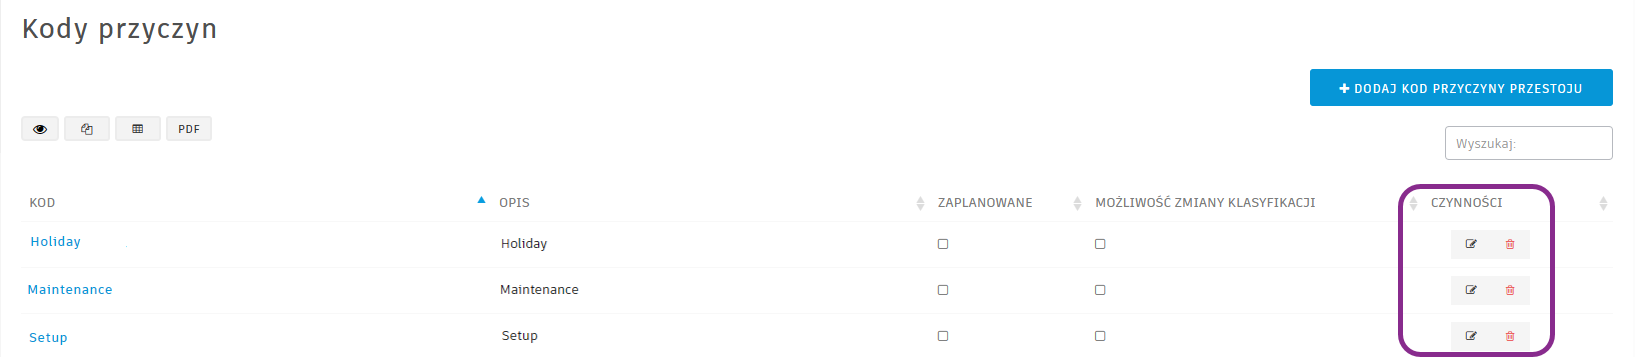 Kody przyczyn
DODAJ KOD PRZYCZYNY PRZESTOJU
PDF
Wyszukaj:
KOD OPIS ZAPLANOWANE MOŻLIWOŚĆ ZMIANY KLASYFIKACJI CZYNNOŚCI
Holiday Holiday
Maintenance Maintenance
Setup Setup